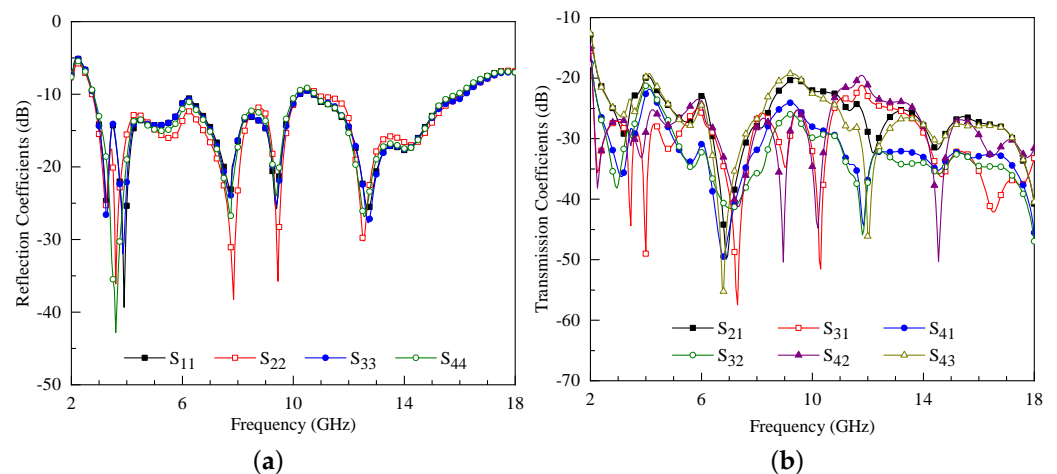 0
-10
-20
-30
-40
-50
Reflection Coefficients (dB)
2
6
10
14
18
Frequency (GHz)
S11
S22
S33
S44
(a)
-10
-20
-30
-40
-50
-60
-70
Transmission Coefficients (dB)
2
6
10
14
18
Frequency (GHz)
S21
S31
S41
S32
S42
S43
(b)